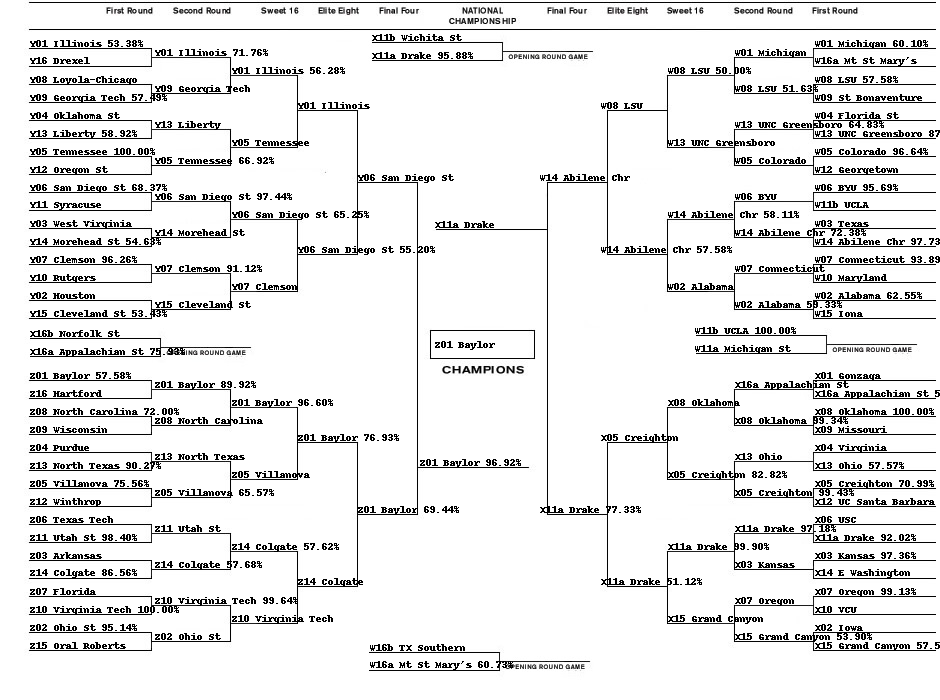 First Round Second Round Sweet 16 Elite Eight Final Four NATIONAL CHAMPIONSHIP Final Four Elite Eight Sweet 16 Second Round First Round
X11b Wichita St
X11a Drake 95.88%
OPENING ROUND GAME
Y01 Illinois 53.38%
Y16 Drexel
Y08 Loyola-Chicago
Y09 Georgia Tech 57.49%
Y04 Oklahoma St
Y13 Liberty 58.92%
Y05 Tennessee 100.00%
Y12 Oregon St
Y06 San Diego St 68.37%
Y11 Syracuse
Y03 West Virginia
Y14 Morehead St 54.63%
Y07 Clemson 96.26%
Y10 Rutgers
Y02 Houston
Y15 Cleveland St 53.43%
Y01 Illinois 71.76%
Y09 Georgia Tech
Y13 Liberty
Y05 Tennessee 66.92%
Y06 San Diego St 97.44%
Y14 Morehead St
Y07 Clemson 91.12%
Y15 Cleveland St
Y01 Illinois 56.28%
Y05 Tennessee
Y06 San Diego St 65.25%
Y07 Clemson
Y01 Illinois
Y06 San Diego St 55.20%
Y06 San Diego St
X16b Norfolk St
X16a Appalachian St 75.93%
ROUND GAME
Z01 Baylor 57.58%
Z16 Hartford
Z08 North Carolina 72.00%
Z09 Wisconsin
Z04 Purdue
Z13 North Texas 90.27%
Z05 Villanova 75.56%
Z12 Winthrop
Z06 Texas Tech
Z11 Utah St 98.40%
Z03 Arkansas
Z14 Colgate 86.56%
Z07 Florida
Z10 Virginia Tech 100.00%
Z02 Ohio St 95.14%
Z15 Oral Roberts
Z01 Baylor 89.92%
Z08 North Carolina
Z13 North Texas
Z05 Villanova 65.57%
Z11 Utah St
Z14 Colgate 57.68%
Z10 Virginia Tech 99.64%
Z02 Ohio St
Z01 Baylor 96.60%
Z05 Villanova
Z14 Colgate 57.62%
Z10 Virginia Tech
Z01 Baylor 76.93%
Z14 Colgate
Z01 Baylor 69.44%
X11a Drake
Z01 Baylor
CHAMPIONS
Z01 Baylor 96.92%
W14 Abilene Chr
W08 LSU
W14 Abilene Chr 57.58%
W08 LSU 50.00%
W13 UNC Greensboro
W14 Abilene Chr 58.11%
W02 Alabama
W01 Michigan
W08 LSU 51.63%
W13 UNC Greensboro 64.83%
W05 Colorado
W06 BYU
W14 Abilene Chr 72.38%
W07 Connecticut
W02 Alabama 59.33%
W01 Michigan 60.10%
W16a Mt St Mary's
W08 LSU 57.58%
W09 St Bonaventure
W04 Florida St
W13 UNC Greensboro 87
W05 Colorado 96.64%
W12 Georgetown
W06 BYU 95.69%
W11b UCLA
W03 Texas
W14 Abilene Chr 97.73
W07 Connecticut 93.89
W10 Maryland
W02 Alabama 62.55%
W15 Iona
W11b UCLA 100.00%
W11a Michigan St
OPENING ROUND GAME
X11a Drake 77.33%
X05 Creighton
X11a Drake 51.12%
X08 Oklahoma
X05 Creighton 82.82%
X11a Drake 99.90%
X15 Grand Canyon
X16a Appalachian St
X08 Oklahoma 99.34%
X13 Ohio
X05 Creighton 99.43%
X11a Drake 97.18%
X03 Kansas
X07 Oregon
X15 Grand Canyon 53.90%
X01 Gonzaga
X16a Appalachian St 5
X08 Oklahoma 100.00%
X09 Missouri
X04 Virginia
X13 Ohio 57.57%
X05 Creighton 70.99%
X12 UC Santa Barbara
X06 USC
X11a Drake 92.02%
X03 Kansas 97.36%
X14 E Washington
X07 Oregon 99.13%
X10 VCU
X02 Iowa
X15 Grand Canyon 57.5
W16b TX Southern
W16a Mt St Mary's 60.73%
OPENING ROUND GAME